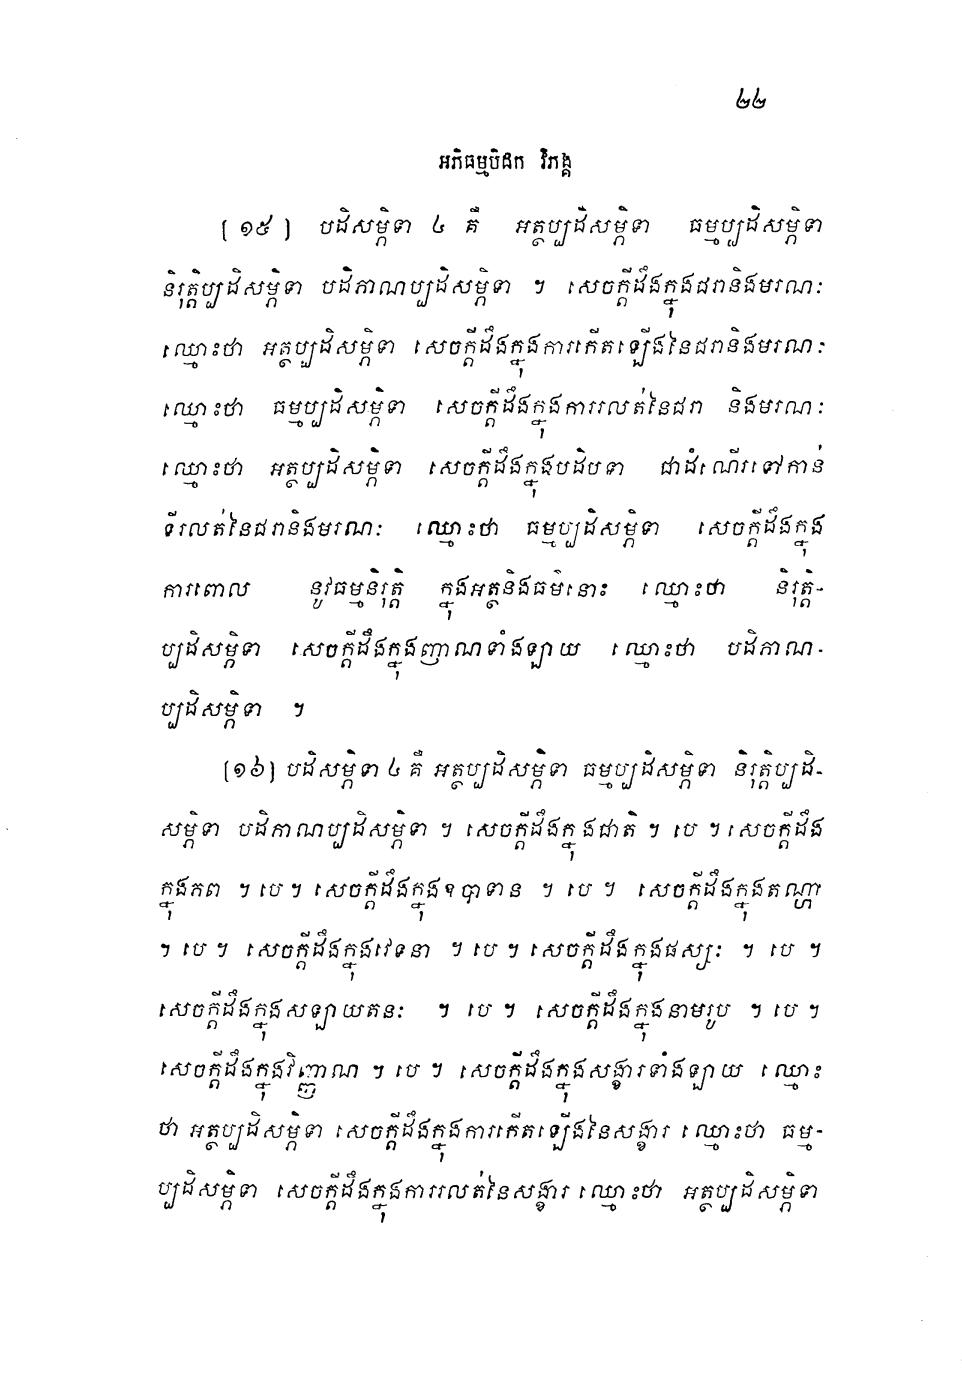 ២២
អភិធម្មបិដក វិភង្គ
[ ១៥ ] បដិសម្ភិទា ៤ គឺ អត្ថប្បដិសម្ភិទា ធម្មប្បដិសម្ភិទា
និរុត្តិប្បដិសម្ភិទា បដិភាណប្បដិសម្ភិទា ។ សេចក្តីដឹងក្នុងជរានិងមរណៈ
ឈ្មោះថា អត្ថប្បដិសម្ភិទា សេចក្តីដឹងក្នុងការកើតឡើងនៃជរានិងមរណៈ
ឈ្មោះថា ធម្មប្បដិសម្ភិទា សេចក្តីដឹងក្នុងការរលត់នៃជរា និងមរណៈ
ឈ្មោះថា អត្ថប្បដិសម្ភិទា សេចក្តីដឹងក្នុងបដិបទា ជាដំណើរទៅកាន់
ទីរលត់នៃជរានិងមរណៈ ឈ្មោះថា ធម្មប្បដិសម្ភិទា សេចក្តីដឹងក្នុង
ការពោល នូវធម្មនិរុត្តិ ក្នុងអត្ថនិងធម៌នោះ ឈ្មោះថា និរុត្តិ-
ប្បដិសម្ភិទា សេចក្តីដឹងក្នុងញាណទាំងឡាយ ឈ្មោះថា បដិភាណ-
ប្បដិសម្ភិទា ។
[១៦] បដិសម្ភិទា ៤ គឺ អត្ថប្បដិសម្ភិទា ធម្មប្បដិសម្ភិទា និរុត្តិប្បដិ-
សម្ភិទា បដិភាណប្បដិសម្ភិទា ។ សេចក្តីដឹងក្នុងជាតិ ។ បេ ។ សេចក្តីដឹង
ក្នុងភព ។ បេ ។ សេចក្តីដឹងក្នុងឧបាទាន ។ បេ ។ សេចក្តីដឹងក្នុងតណ្ហា
។ បេ ។ សេចក្តីដឹងក្នុងវេទនា ។ បេ ។ សេចក្តីដឹងក្នុងផស្សៈ ។ បេ ។
សេចក្តីដឹងក្នុងសឡាយតនៈ ។ បេ ។ សេចក្តីដឹងក្នុងនាមរូប ។ បេ ។
សេចក្តីដឹងក្នុងវិញ្ញាណ ។ បេ ។ សេចក្តីដឹងក្នុងសង្ខារទាំងឡាយ ឈ្មោះ
ថា អត្ថប្បដិសម្ភិទា សេចក្តីដឹងក្នុងការកើតឡើងនៃសង្ខារ ឈ្មោះថា ធម្ម-
ប្បដិសម្ភិទា សេចក្តីដឹងក្នុងការរលត់នៃសង្ខារ ឈ្មោះថា អត្ថប្បដិសម្ភិទា